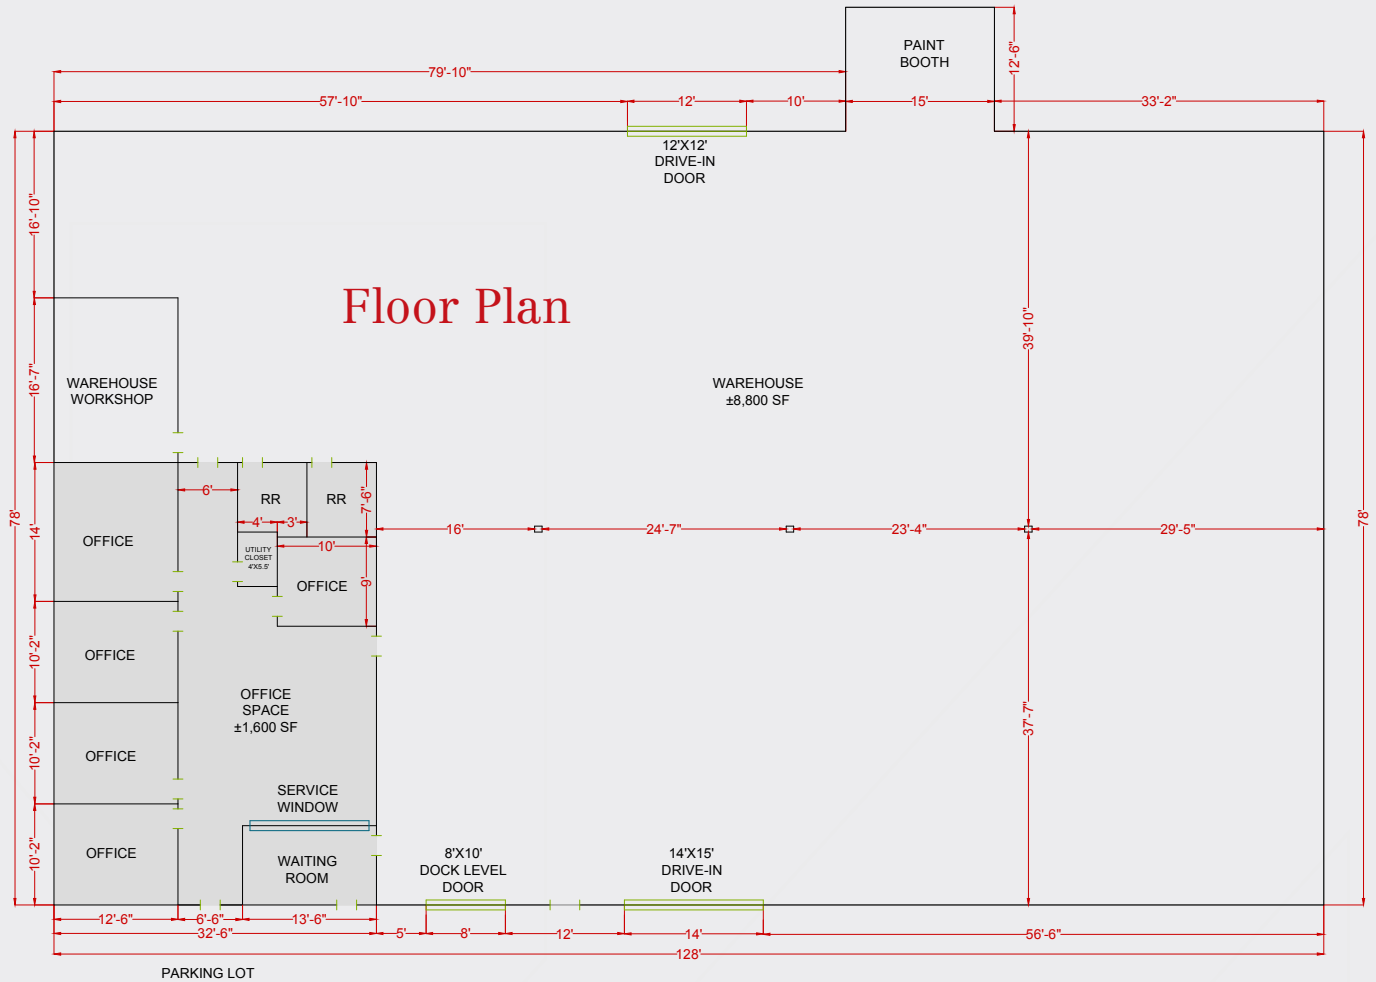 PAINT
BOOTH
12'-6"
79'-10"
57'-10"
12'
10'
15'
33'-2"
12'X12'
DRIVE-IN
DOOR
16'-10"
Floor Plan
39'-10"
16'-7"
WAREHOUSE
WORKSHOP
WAREHOUSE
±8,800 SF
6'
RR
RR
7'-6"
4'
3'
78'
14'
OFFICE
16'
24'-7"
23'-4"
29'-5"
78'
UTILITY
CLOSET
4'X5.5'
10'
OFFICE
9'
10'-2"
OFFICE
OFFICE
SPACE
±1,600 SF
37'-7"
10'-2"
OFFICE
SERVICE
WINDOW
10'-2"
OFFICE
WAITING
ROOM
8'X10'
DOCK LEVEL
DOOR
14'X15'
DRIVE-IN
DOOR
12'-6"
6'-6"
13'-6"
32'-6"
5'
8'
12'
14'
56'-6"
128'
PARKING LOT